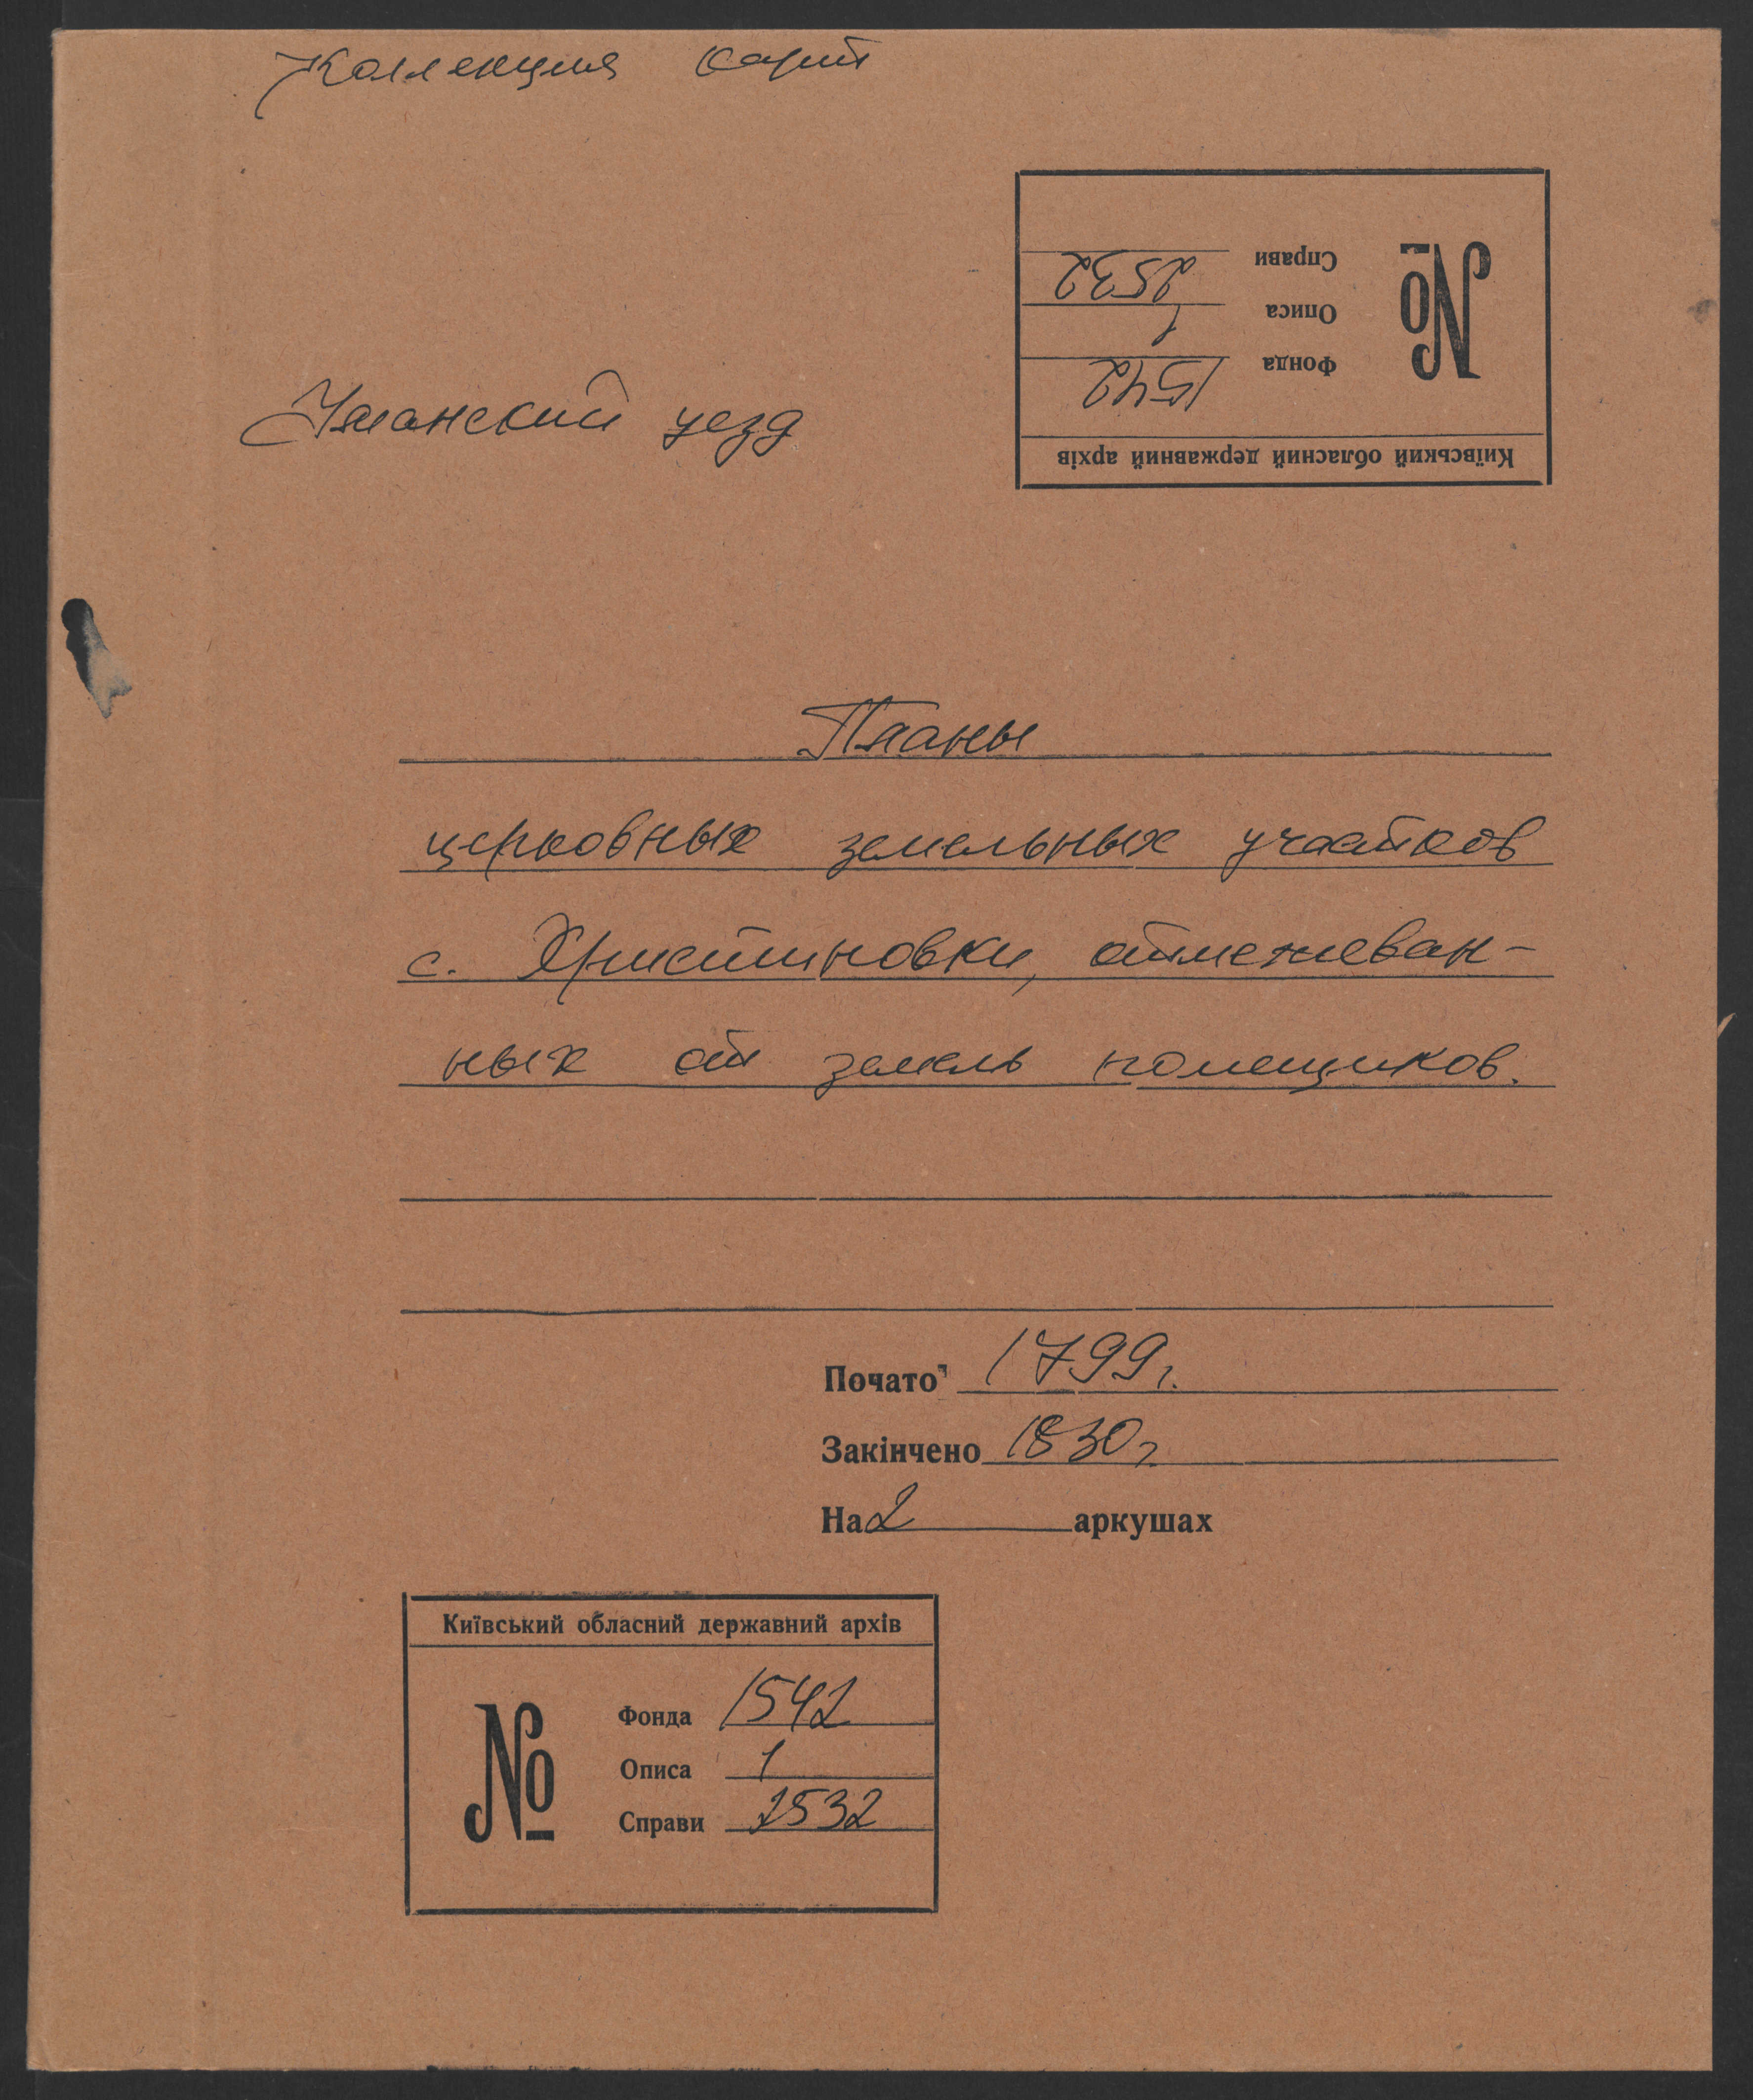 Коллекция карт
Київський обласний державний архів
№
Фонда 1542
Описа 1
Справи 2532
Уманский уезд
Планы
церковных земельных участков
с. Христиновки, отмежеван-
ных от земель помещиков.
Почато 1799г.
Закінчено 1830г.
На 2 аркушах
Київський обласний державний архів
№
Фонда 1542
Описа 1
Справи 2532